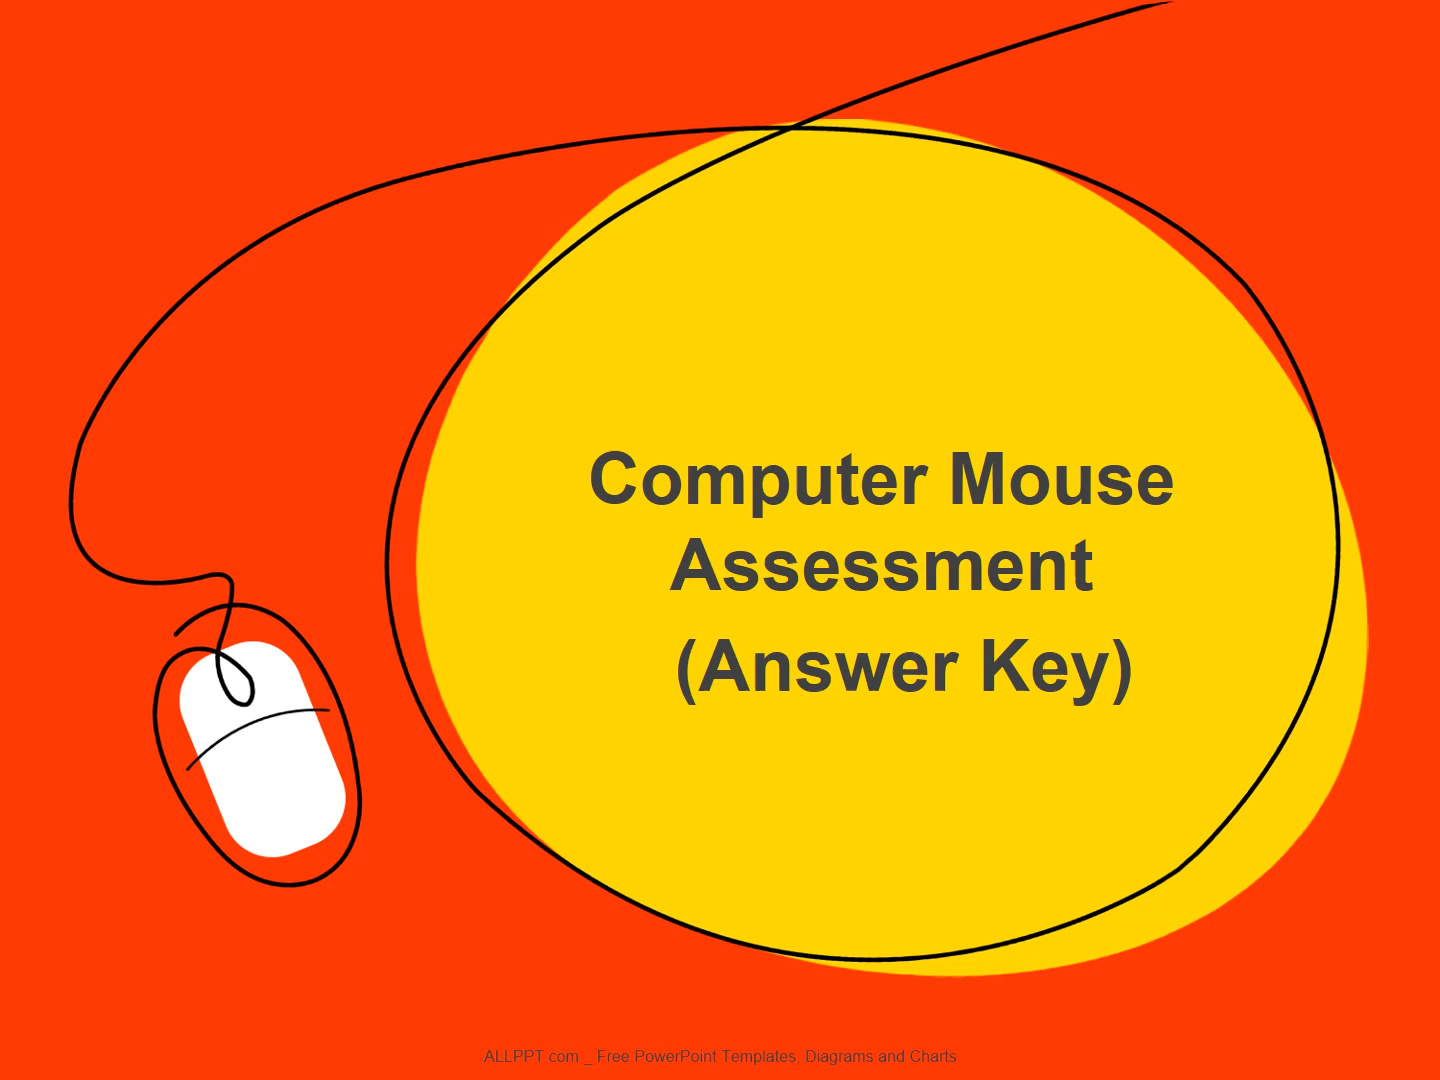 Computer Mouse
Assessment
(Answer Key)
ALLPPT com _ Free PowerPoint Templates, Diagrams and Charts